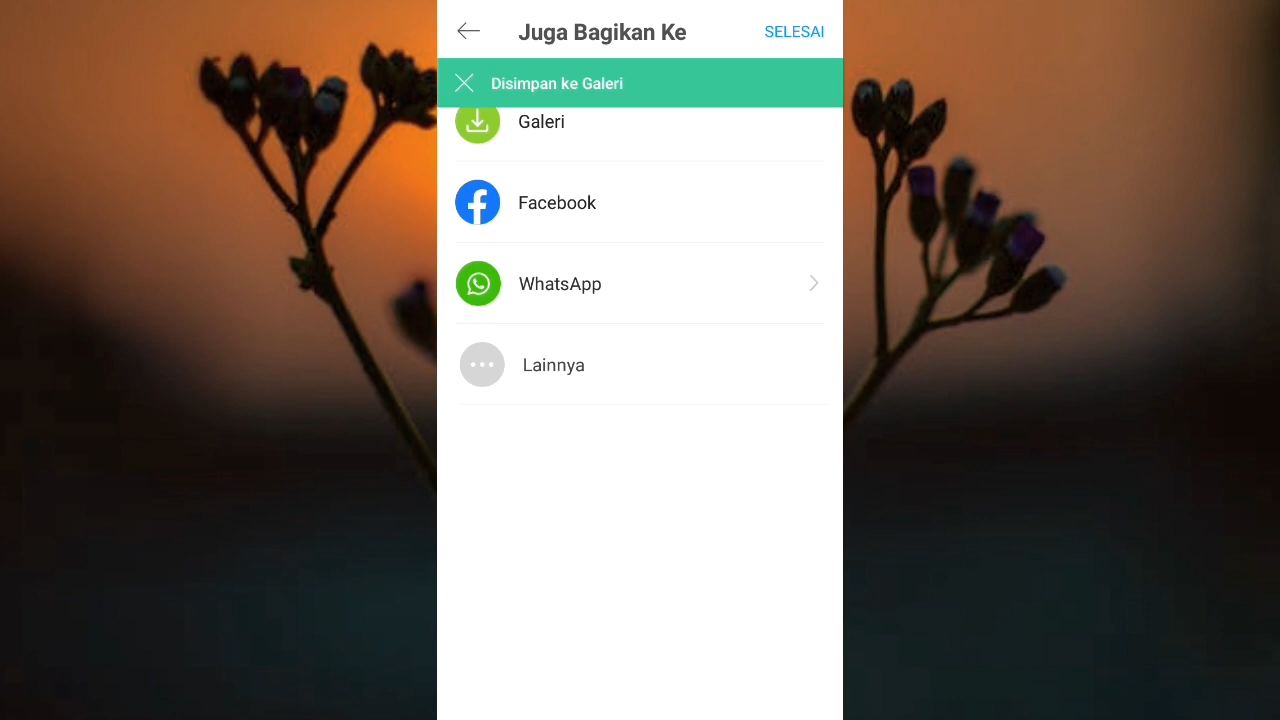 Juga Bagikan Ke
SELESAI
Disimpan ke Galeri
Galeri
Facebook
WhatsApp
Lainnya